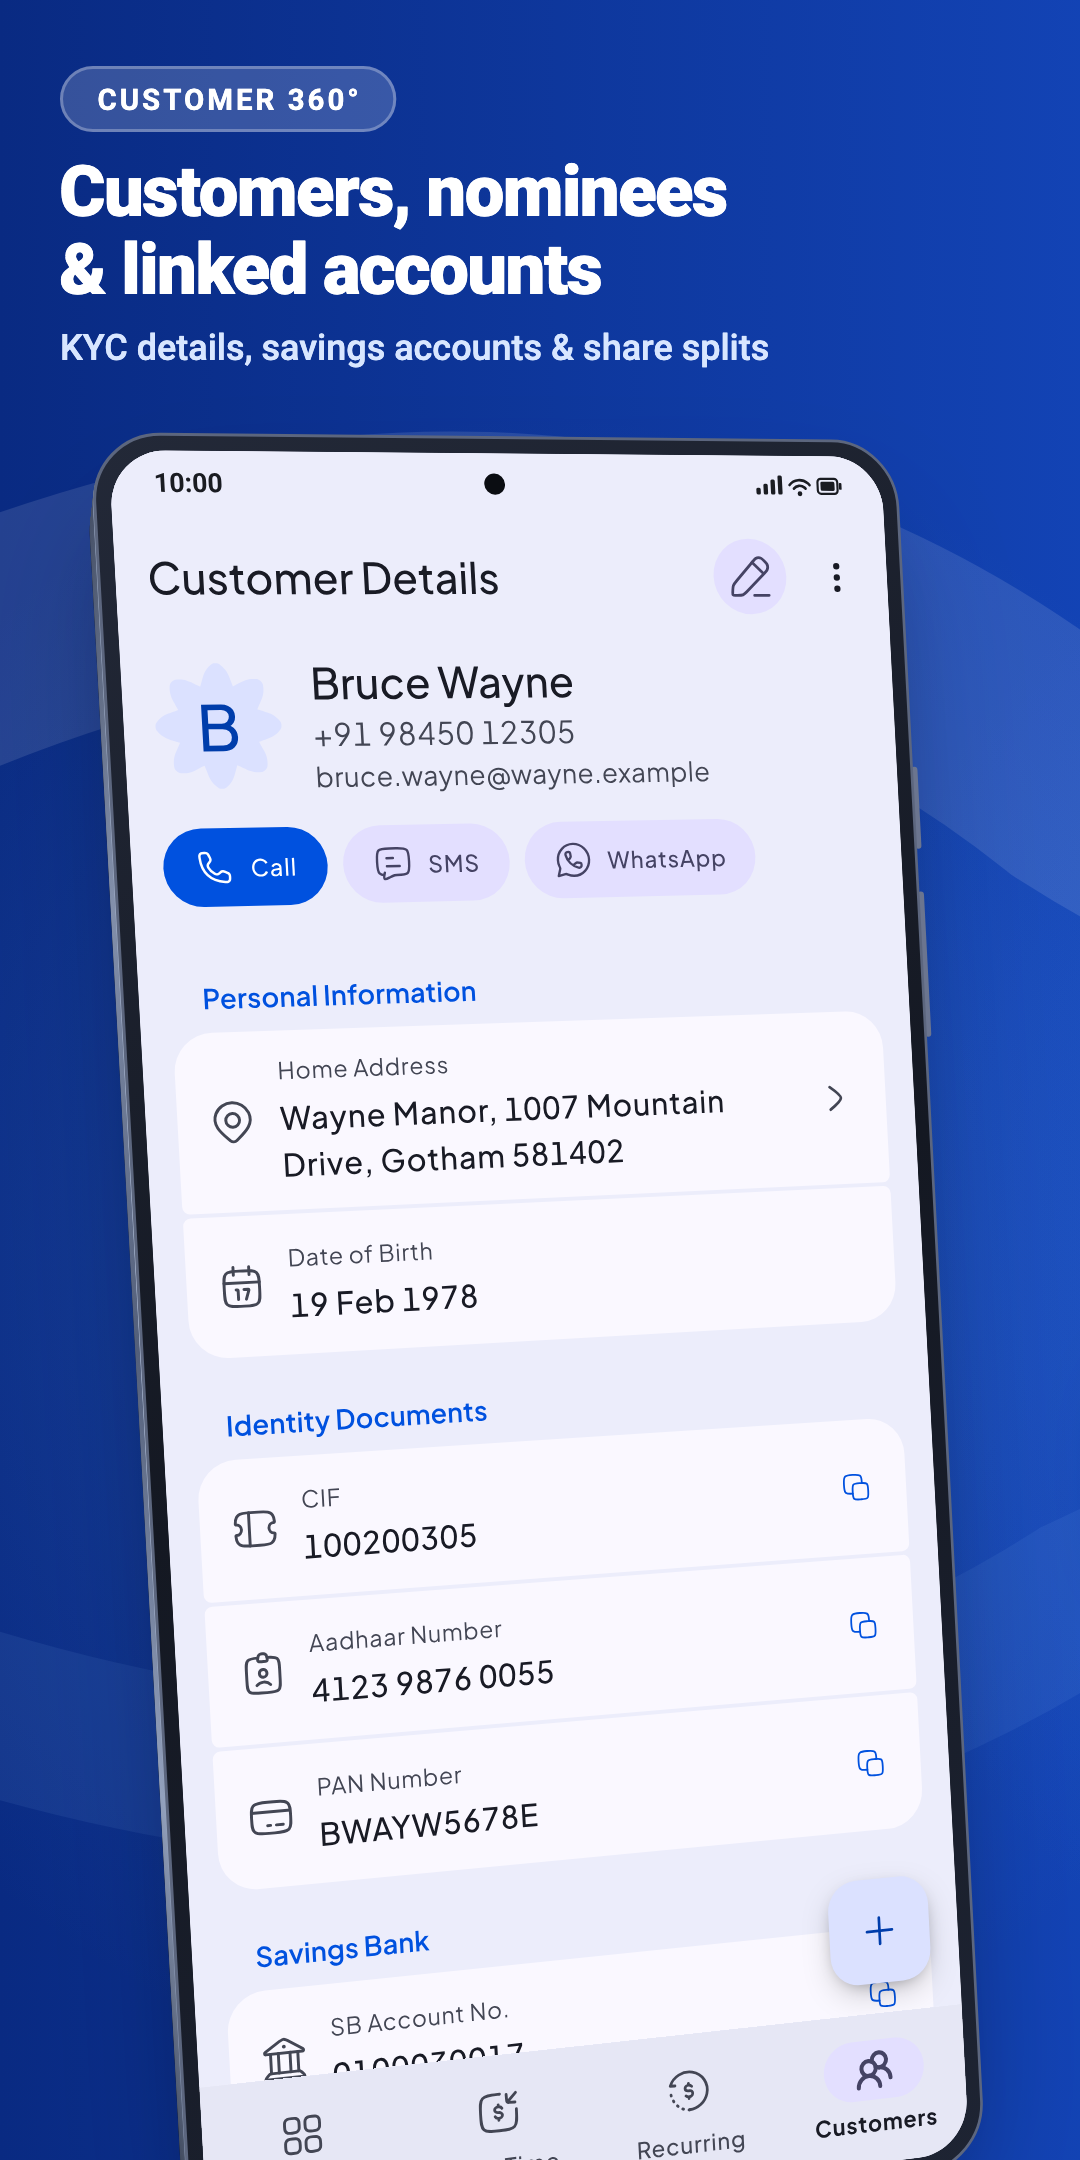 CUSTOMER 360°
Customers, nominees
& linked accounts
KYC details, savings accounts & share splits
10:00
Customer Details
B
Bruce Wayne
+91 98450 12305
bruce.wayne@wayne.example
Call
SMS
WhatsApp
Personal Information
Home Address
Wayne Manor, 1007 Mountain
Drive, Gotham 581402
Date of Birth
19 Feb 1978
Identity Documents
CIF
100200305
Aadhaar Number
4123 9876 0055
PAN Number
BWAYW5678E
Savings Bank
SB Account No.
Recurring
Customers